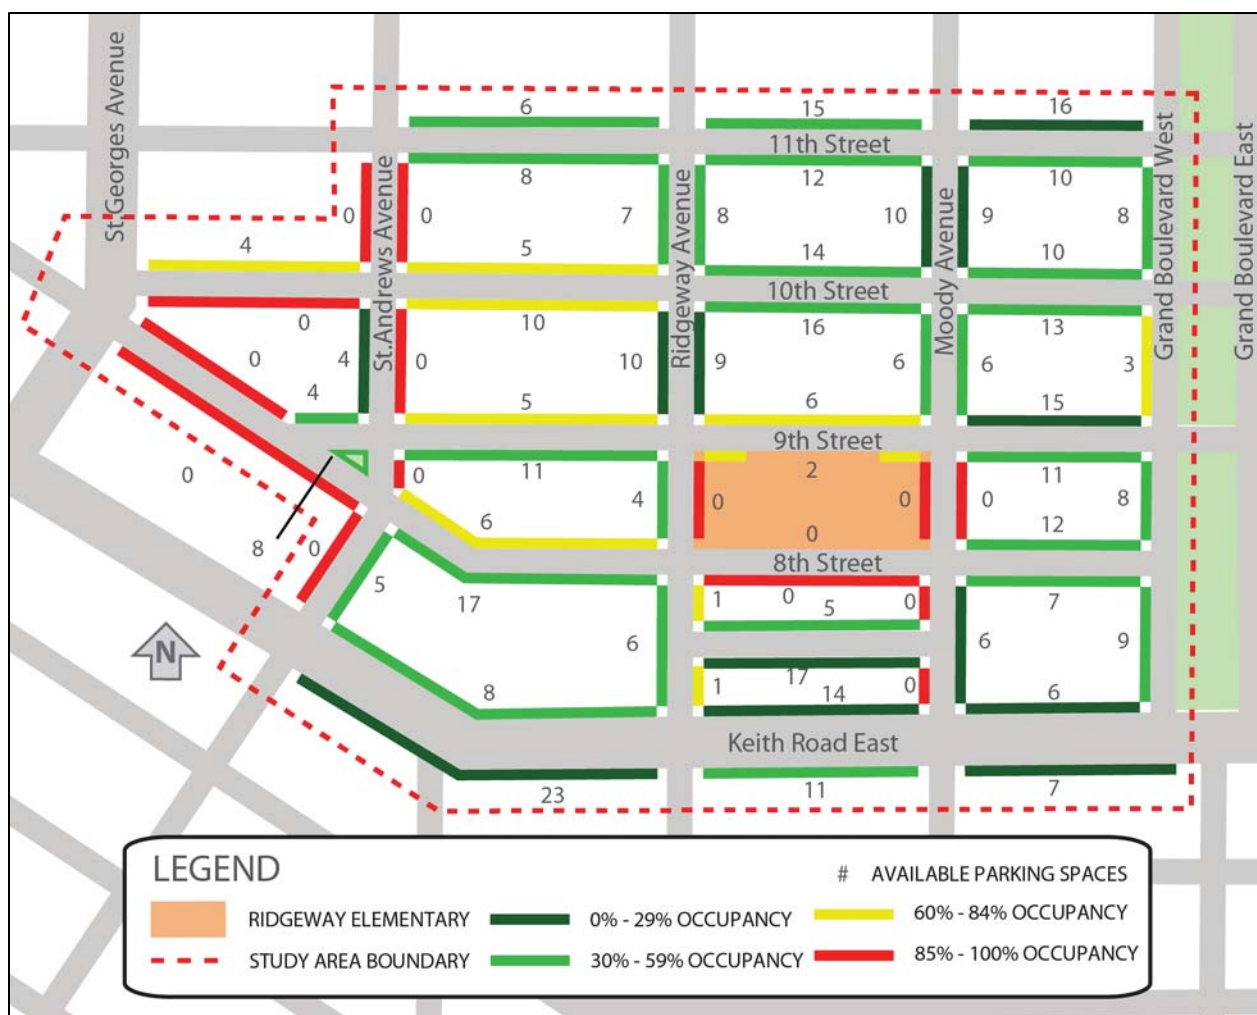 St.Georges Avenue
St.Andrews Avenue
Ridgeway Avenue
Moody Avenue
Grand Boulevard West
Grand Boulevard East
6 15 16
11th Street
8 12 10
0 0 7 8 10 9 8
4 5 14 10
10th Street
0 10 16 13
0 4 0 10 9 6 6 3
4 5 6 15
9th Street
0 11 2 11
0 6 4 0 0 0 8
8 0 0 12
8th Street
5 17 1 0 5 0 7
6 6 9
8 1 17 14 0 6
N
Keith Road East
23 11 7
LEGEND
# AVAILABLE PARKING SPACES
RIDGEWAY ELEMENTARY
0% - 29% OCCUPANCY
60% - 84% OCCUPANCY
STUDY AREA BOUNDARY
30% - 59% OCCUPANCY
85% - 100% OCCUPANCY